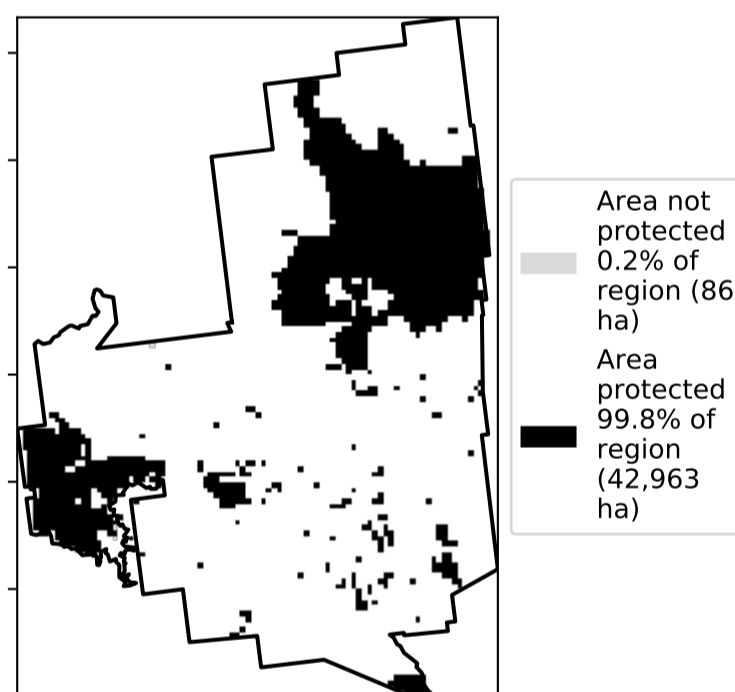 Area not
protected
0.2% of
region (86
ha)
Area
protected
99.8% of
region
(42,963
ha)